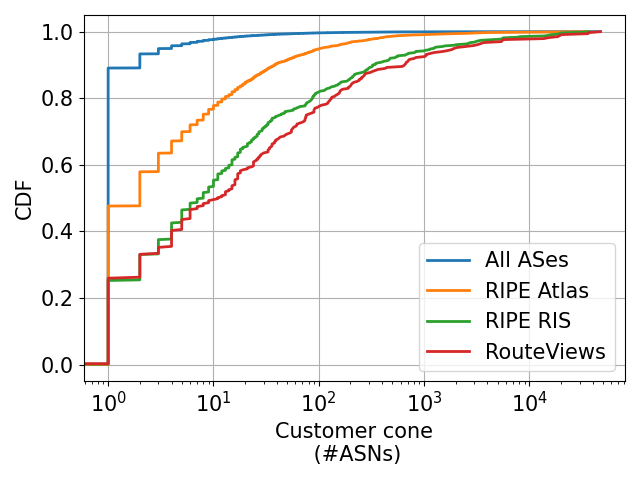 1.0
0.8
0.6
0.4
0.2
0.0
CDF
10⁰
10¹
10²
10³
10⁴
Customer cone
(#ASNs)
All ASes
RIPE Atlas
RIPE RIS
RouteViews